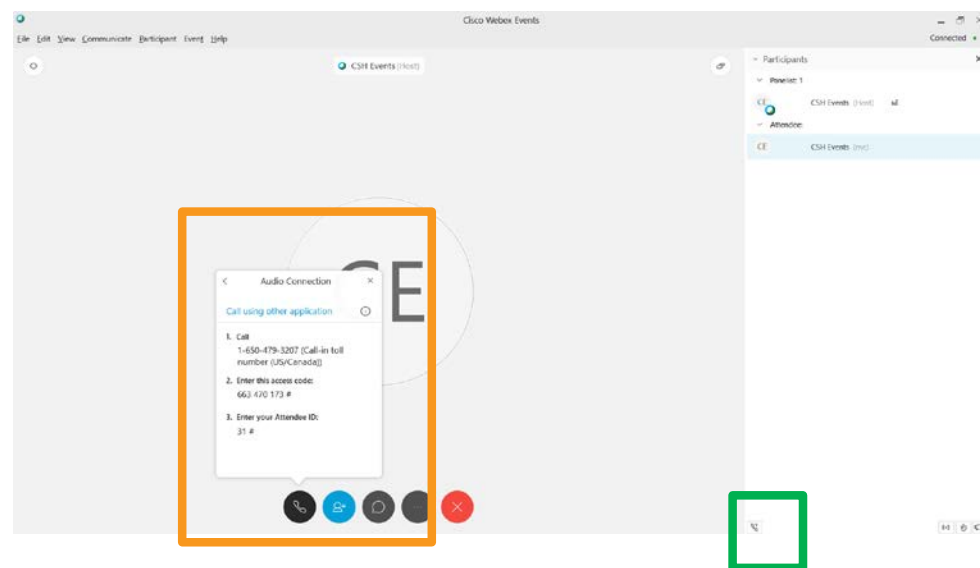 Cisco Webex Events
File Edit View Communicate Participant Event Help
Connected
CSH Events (Host)
Participants
Panelist: 1
CE
CSH Events (Host)
Attendee:
CE
CSH Events (me)
CE
Audio Connection
Call using other application
1. Call
1-650-479-3207 (Call-in toll
number (US/Canada))
2. Enter this access code:
663 470 173 #
3. Enter your Attendee ID:
31 #